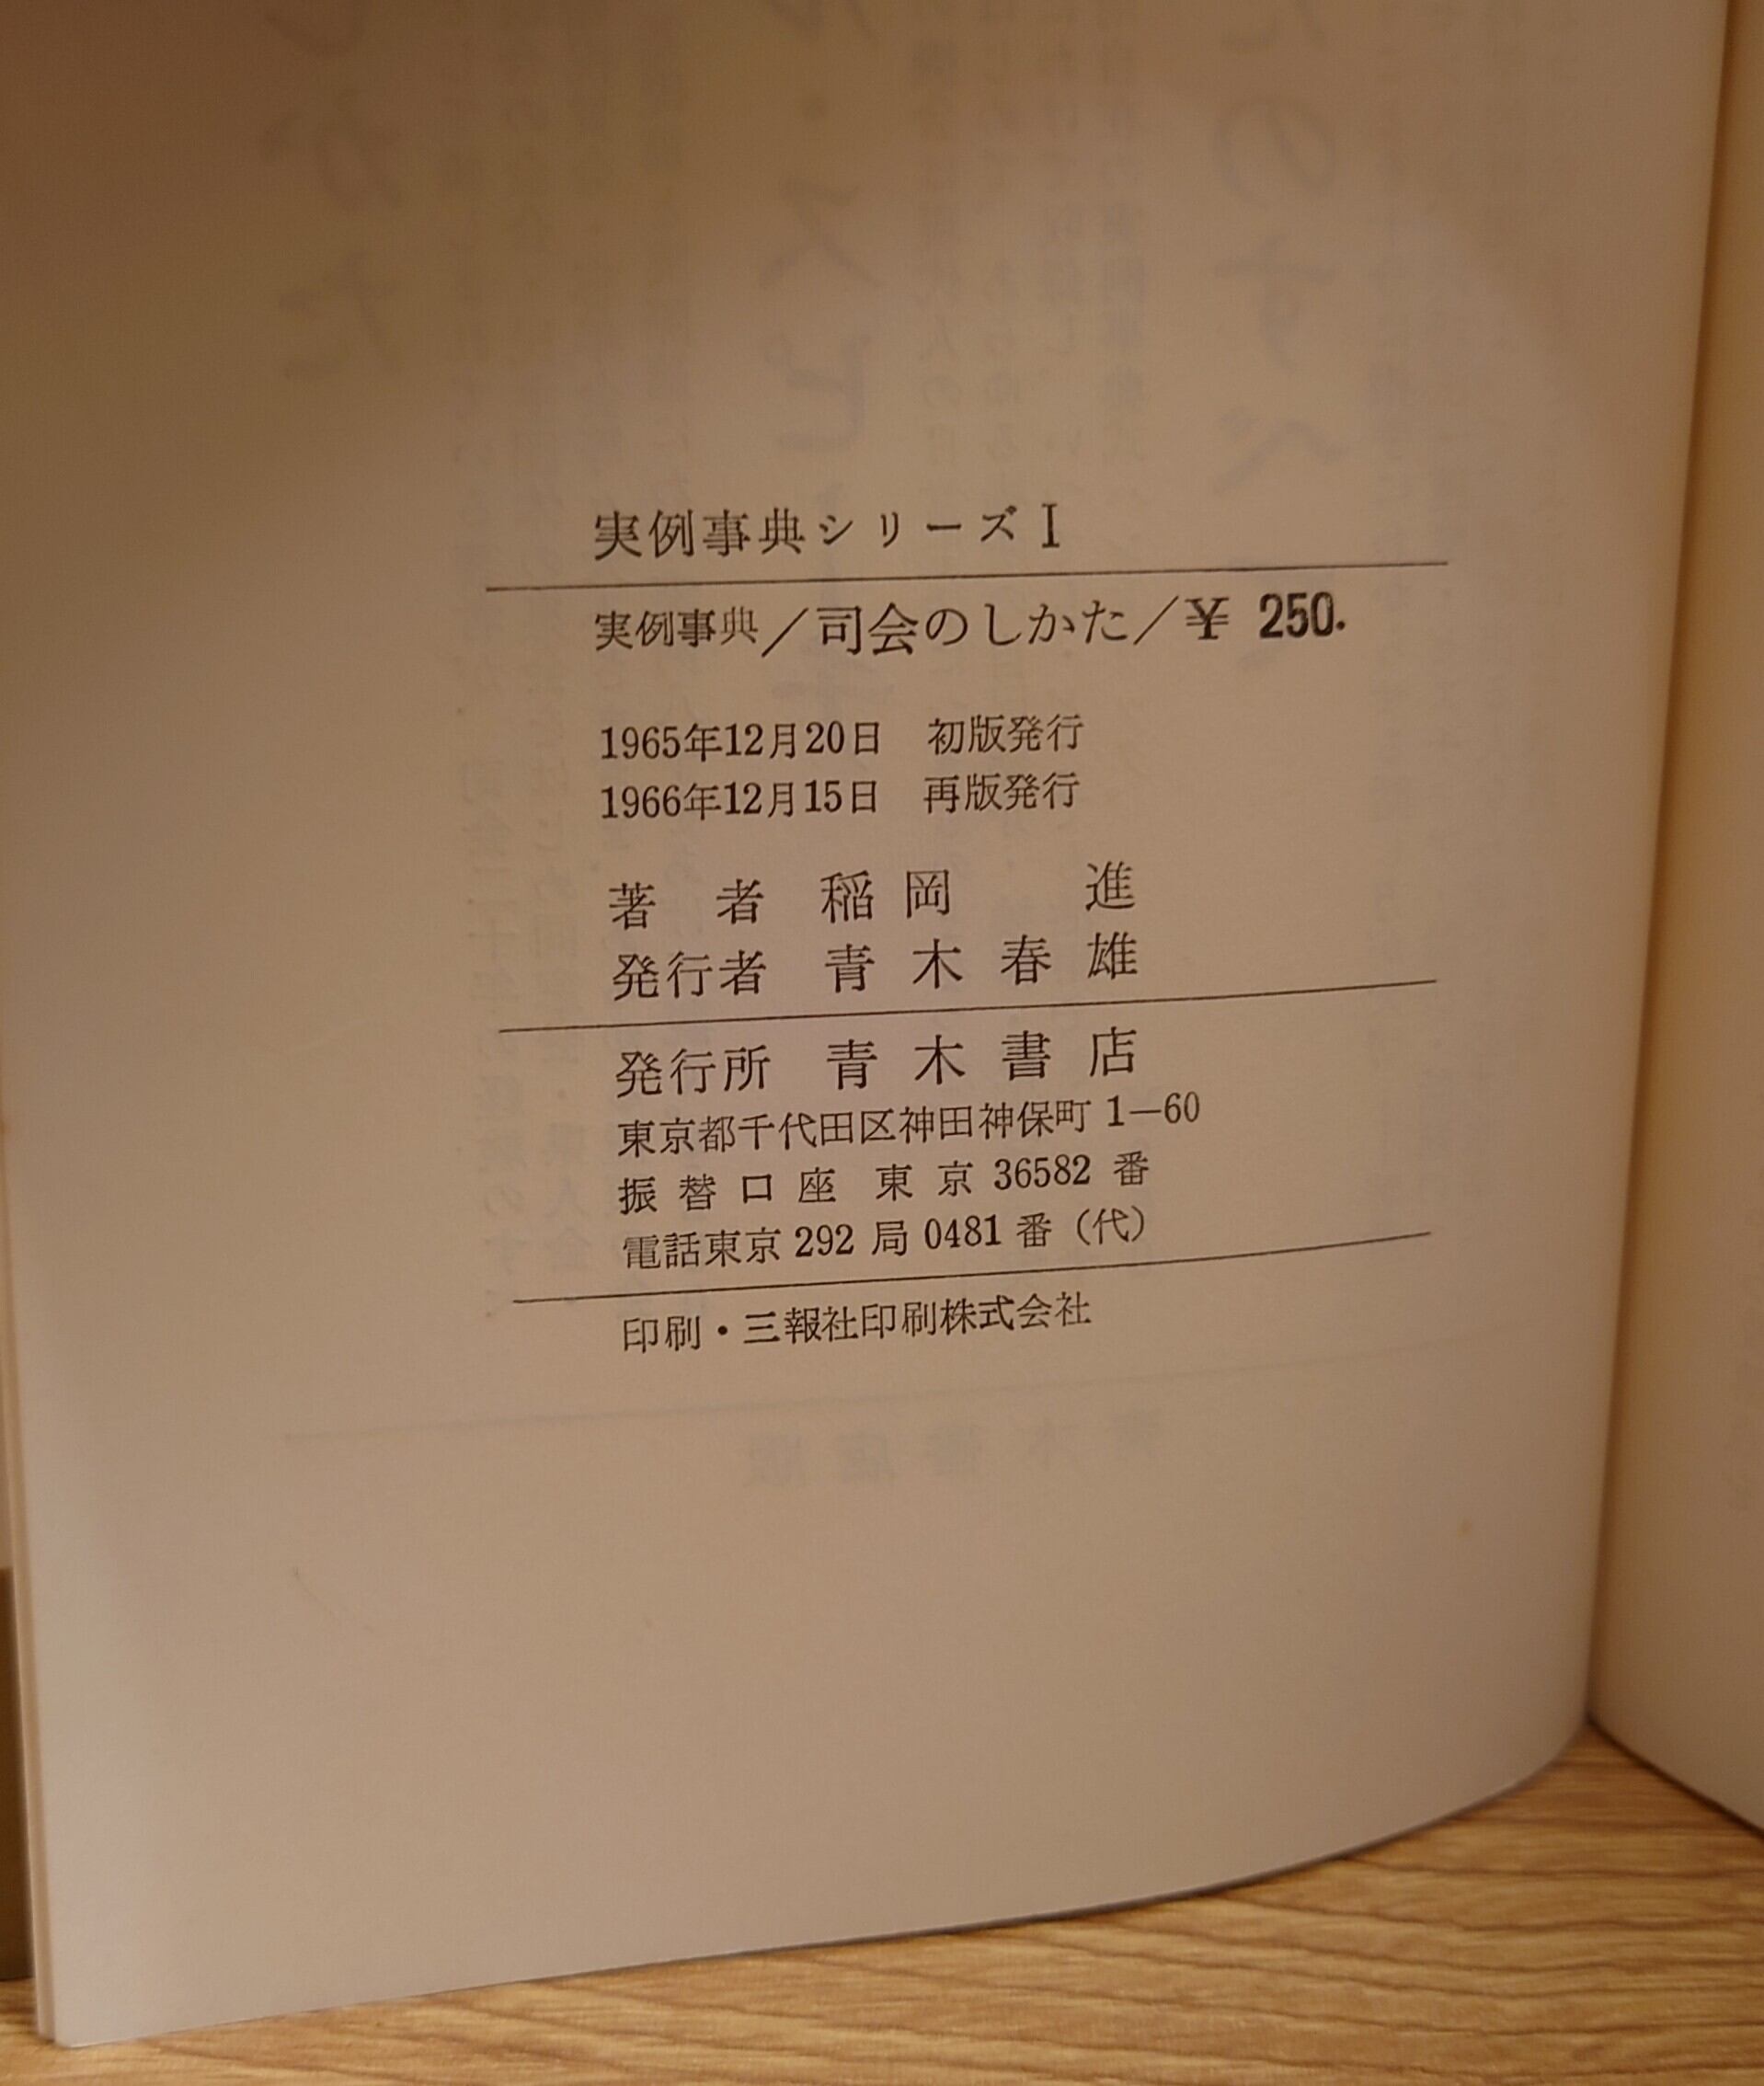 実例事典シリーズⅠ
実例事典／司会のしかた／¥ 250.
1965年12月20日　初版発行
1966年12月15日　再版発行
著　者　稲岡　　進
発行者　青木春雄
発行所　青木書店
東京都千代田区神田神保町 1—60
振替口座　東京 36582 番
電話東京 292 局 0481 番（代）
印刷・三報社印刷株式会社